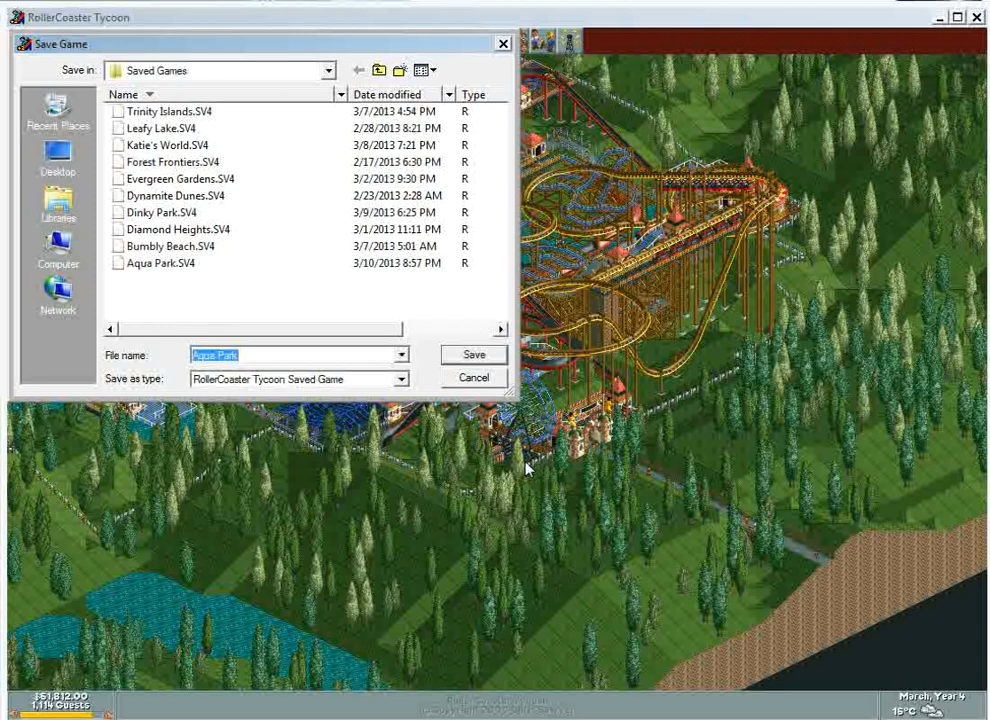 RollerCoaster Tycoon
Save Game
Save in: Saved Games
Name Date modified Type
Trinity Islands.SV4 3/7/2013 4:54 PM R
Leafy Lake.SV4 2/28/2013 8:21 PM R
Katie's World.SV4 3/8/2013 7:21 PM R
Forest Frontiers.SV4 2/17/2013 6:30 PM R
Evergreen Gardens.SV4 3/2/2013 9:30 PM R
Dynamite Dunes.SV4 2/23/2013 2:28 AM R
Dinky Park.SV4 3/9/2013 6:25 PM R
Diamond Heights.SV4 3/1/2013 11:11 PM R
Bumbly Beach.SV4 3/7/2013 5:01 AM R
Aqua Park.SV4 3/10/2013 8:57 PM R
Recent Places
Desktop
Libraries
Computer
Network
File name: Aqua Park Save
Save as type: RollerCoaster Tycoon Saved Game Cancel
$51,812.00
1,114 Guests
March, Year 4
15°C